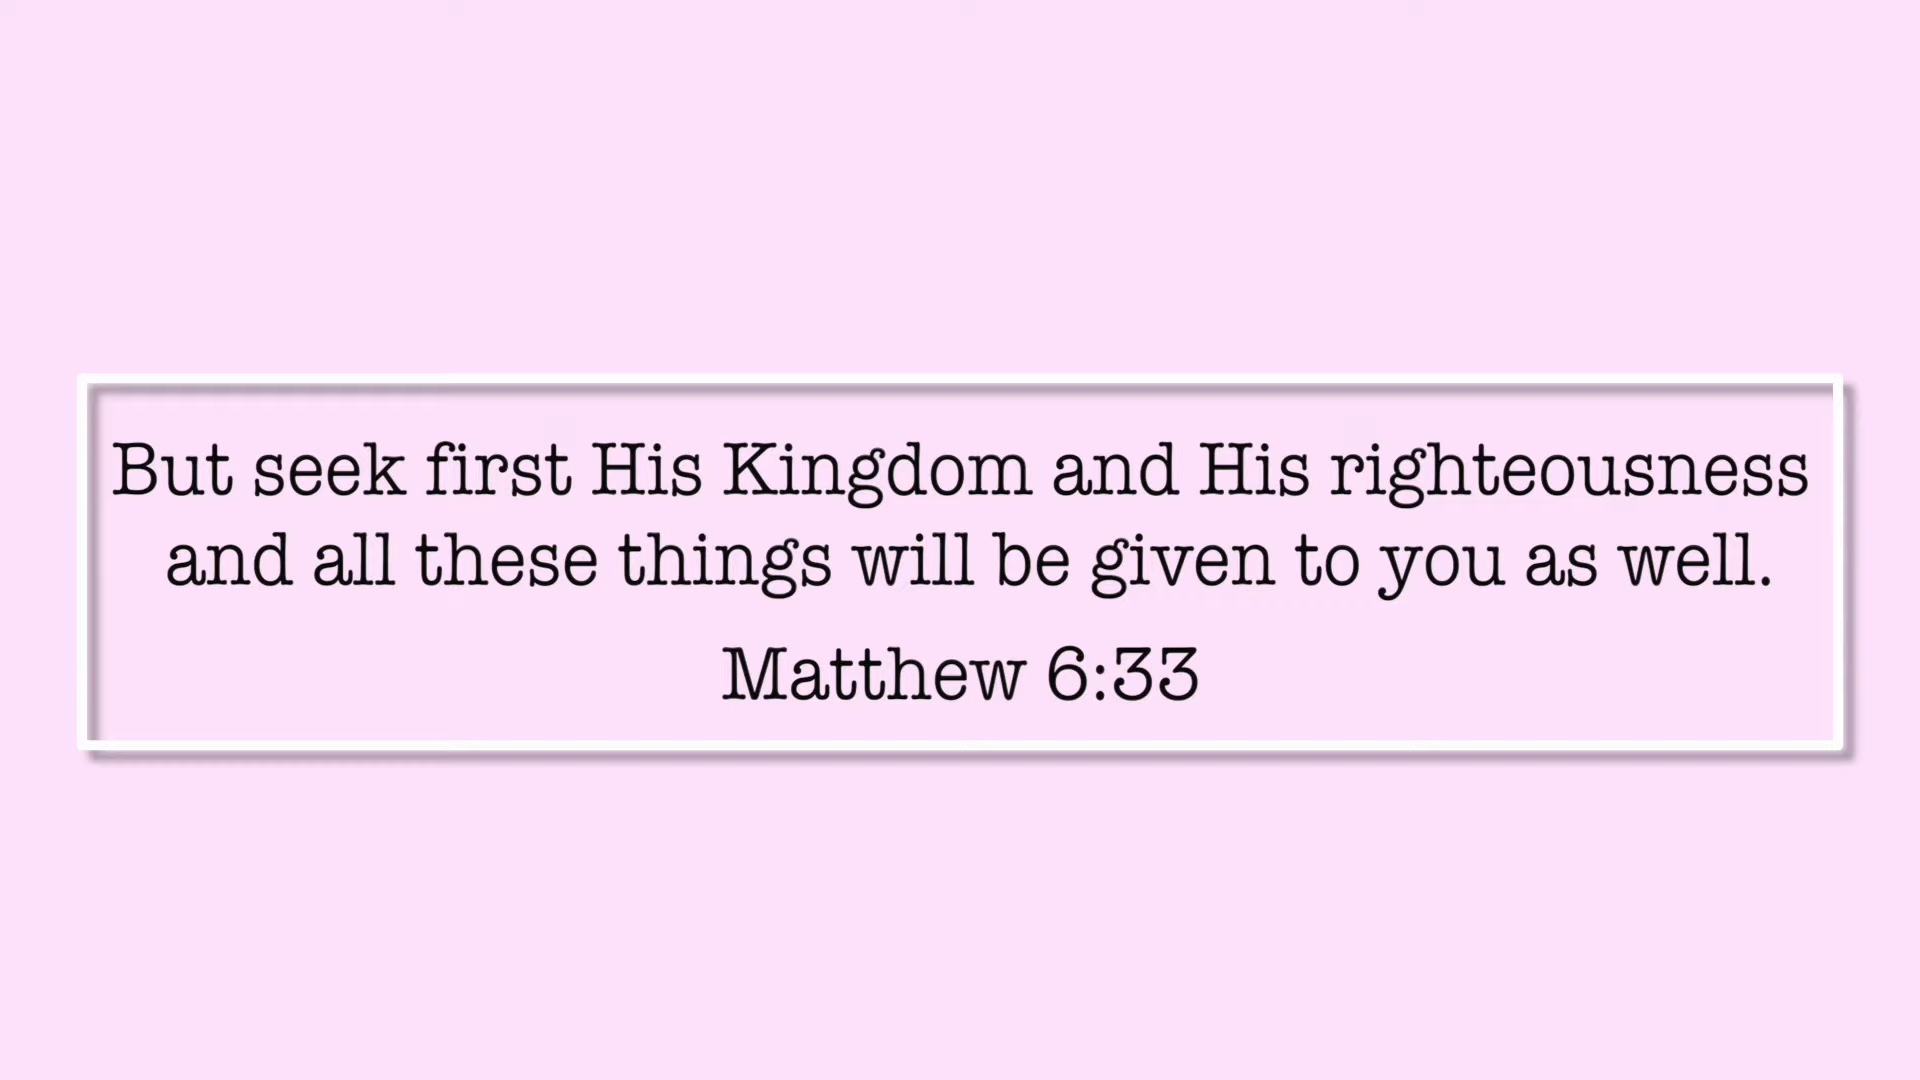 But seek first His Kingdom and His righteousness
and all these things will be given to you as well.
Matthew 6:33